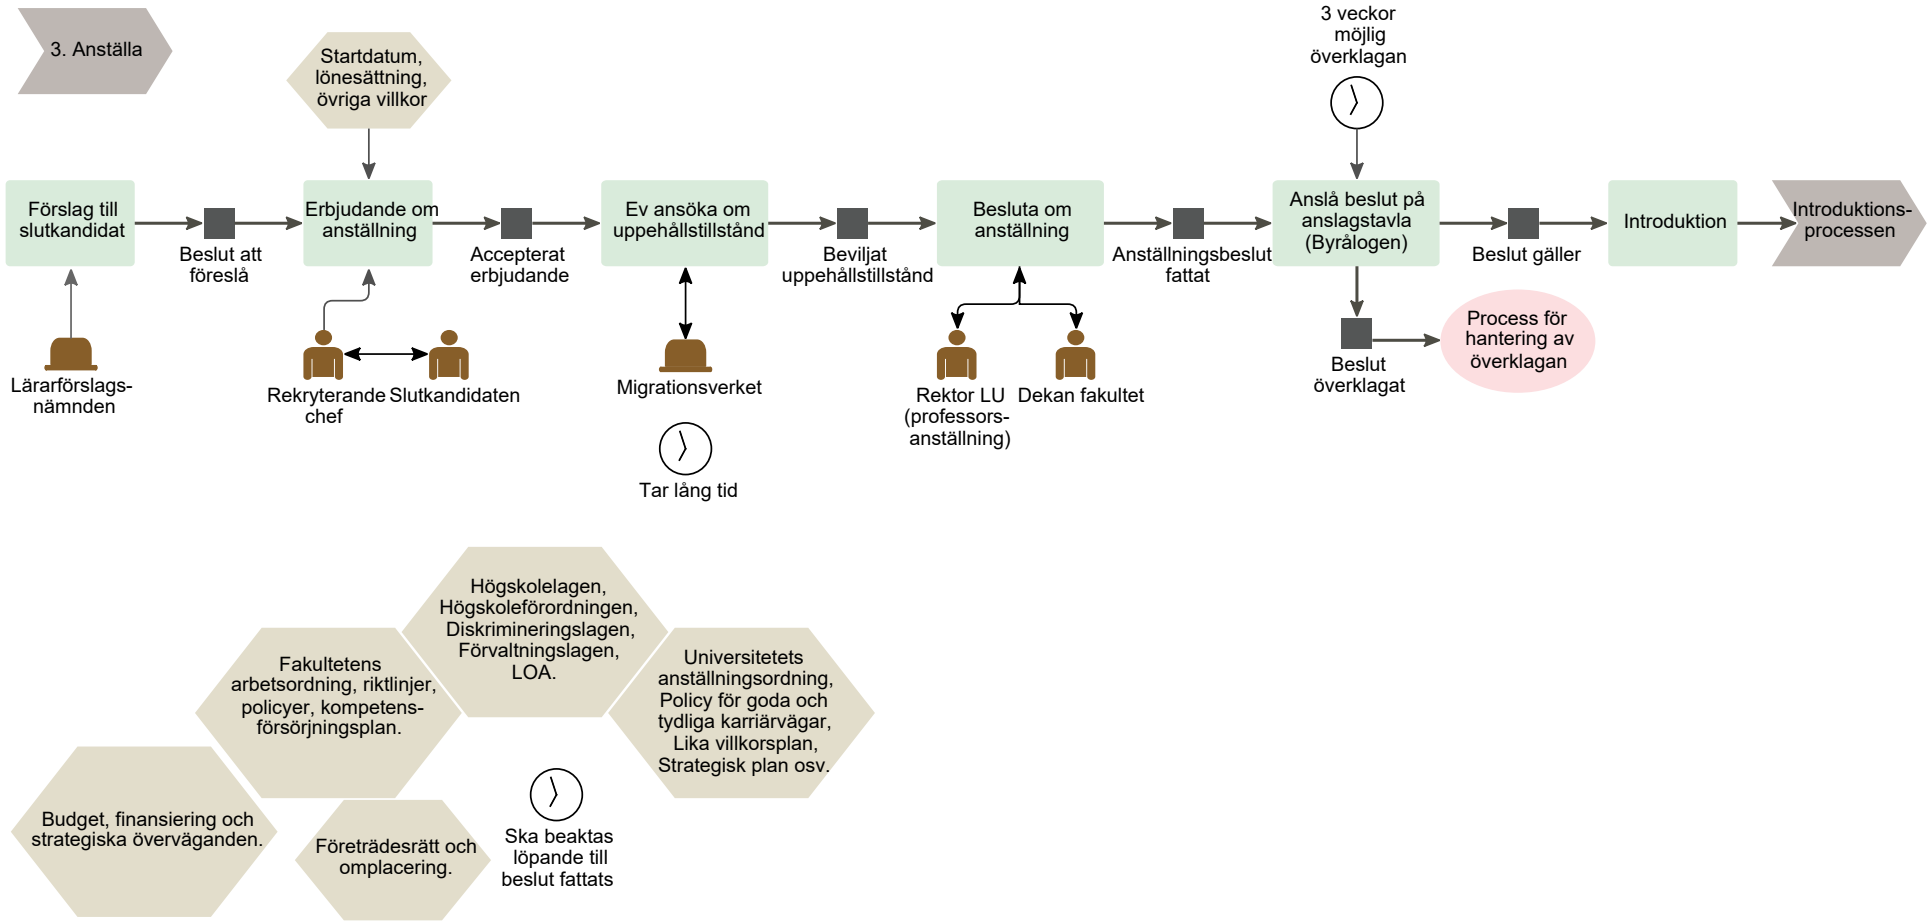 3. Anställa
Startdatum,
lönesättning,
övriga villkor
3 veckor
möjlig
överklagan
Förslag till
slutkandidat
Beslut att
föreslå
Erbjudande om
anställning
Accepterat
erbjudande
Ev ansöka om
uppehållstillstånd
Beviljat
uppehållstillstånd
Besluta om
anställning
Anställningsbeslut
fattat
Anslå beslut på
anslagstavla
(Byrålogen)
Beslut gäller
Introduktion
Introduktions-
processen
Lärarförslags-
nämnden
Rekryterande
chef
Slutkandidaten
Migrationsverket
Tar lång tid
Rektor LU
(professors-
anställning)
Dekan fakultet
Beslut
överklagat
Process för
hantering av
överklagan
Högskolelagen,
Högskoleförordningen,
Diskrimineringslagen,
Förvaltningslagen,
LOA.
Fakultetens
arbetsordning, riktlinjer,
policyer, kompetens-
försörjningsplan.
Universitetets
anställningsordning,
Policy för goda och
tydliga karriärvägar,
Lika villkorsplan,
Strategisk plan osv.
Budget, finansiering och
strategiska överväganden.
Företrädesrätt och
omplacering.
Ska beaktas
löpande till
beslut fattats